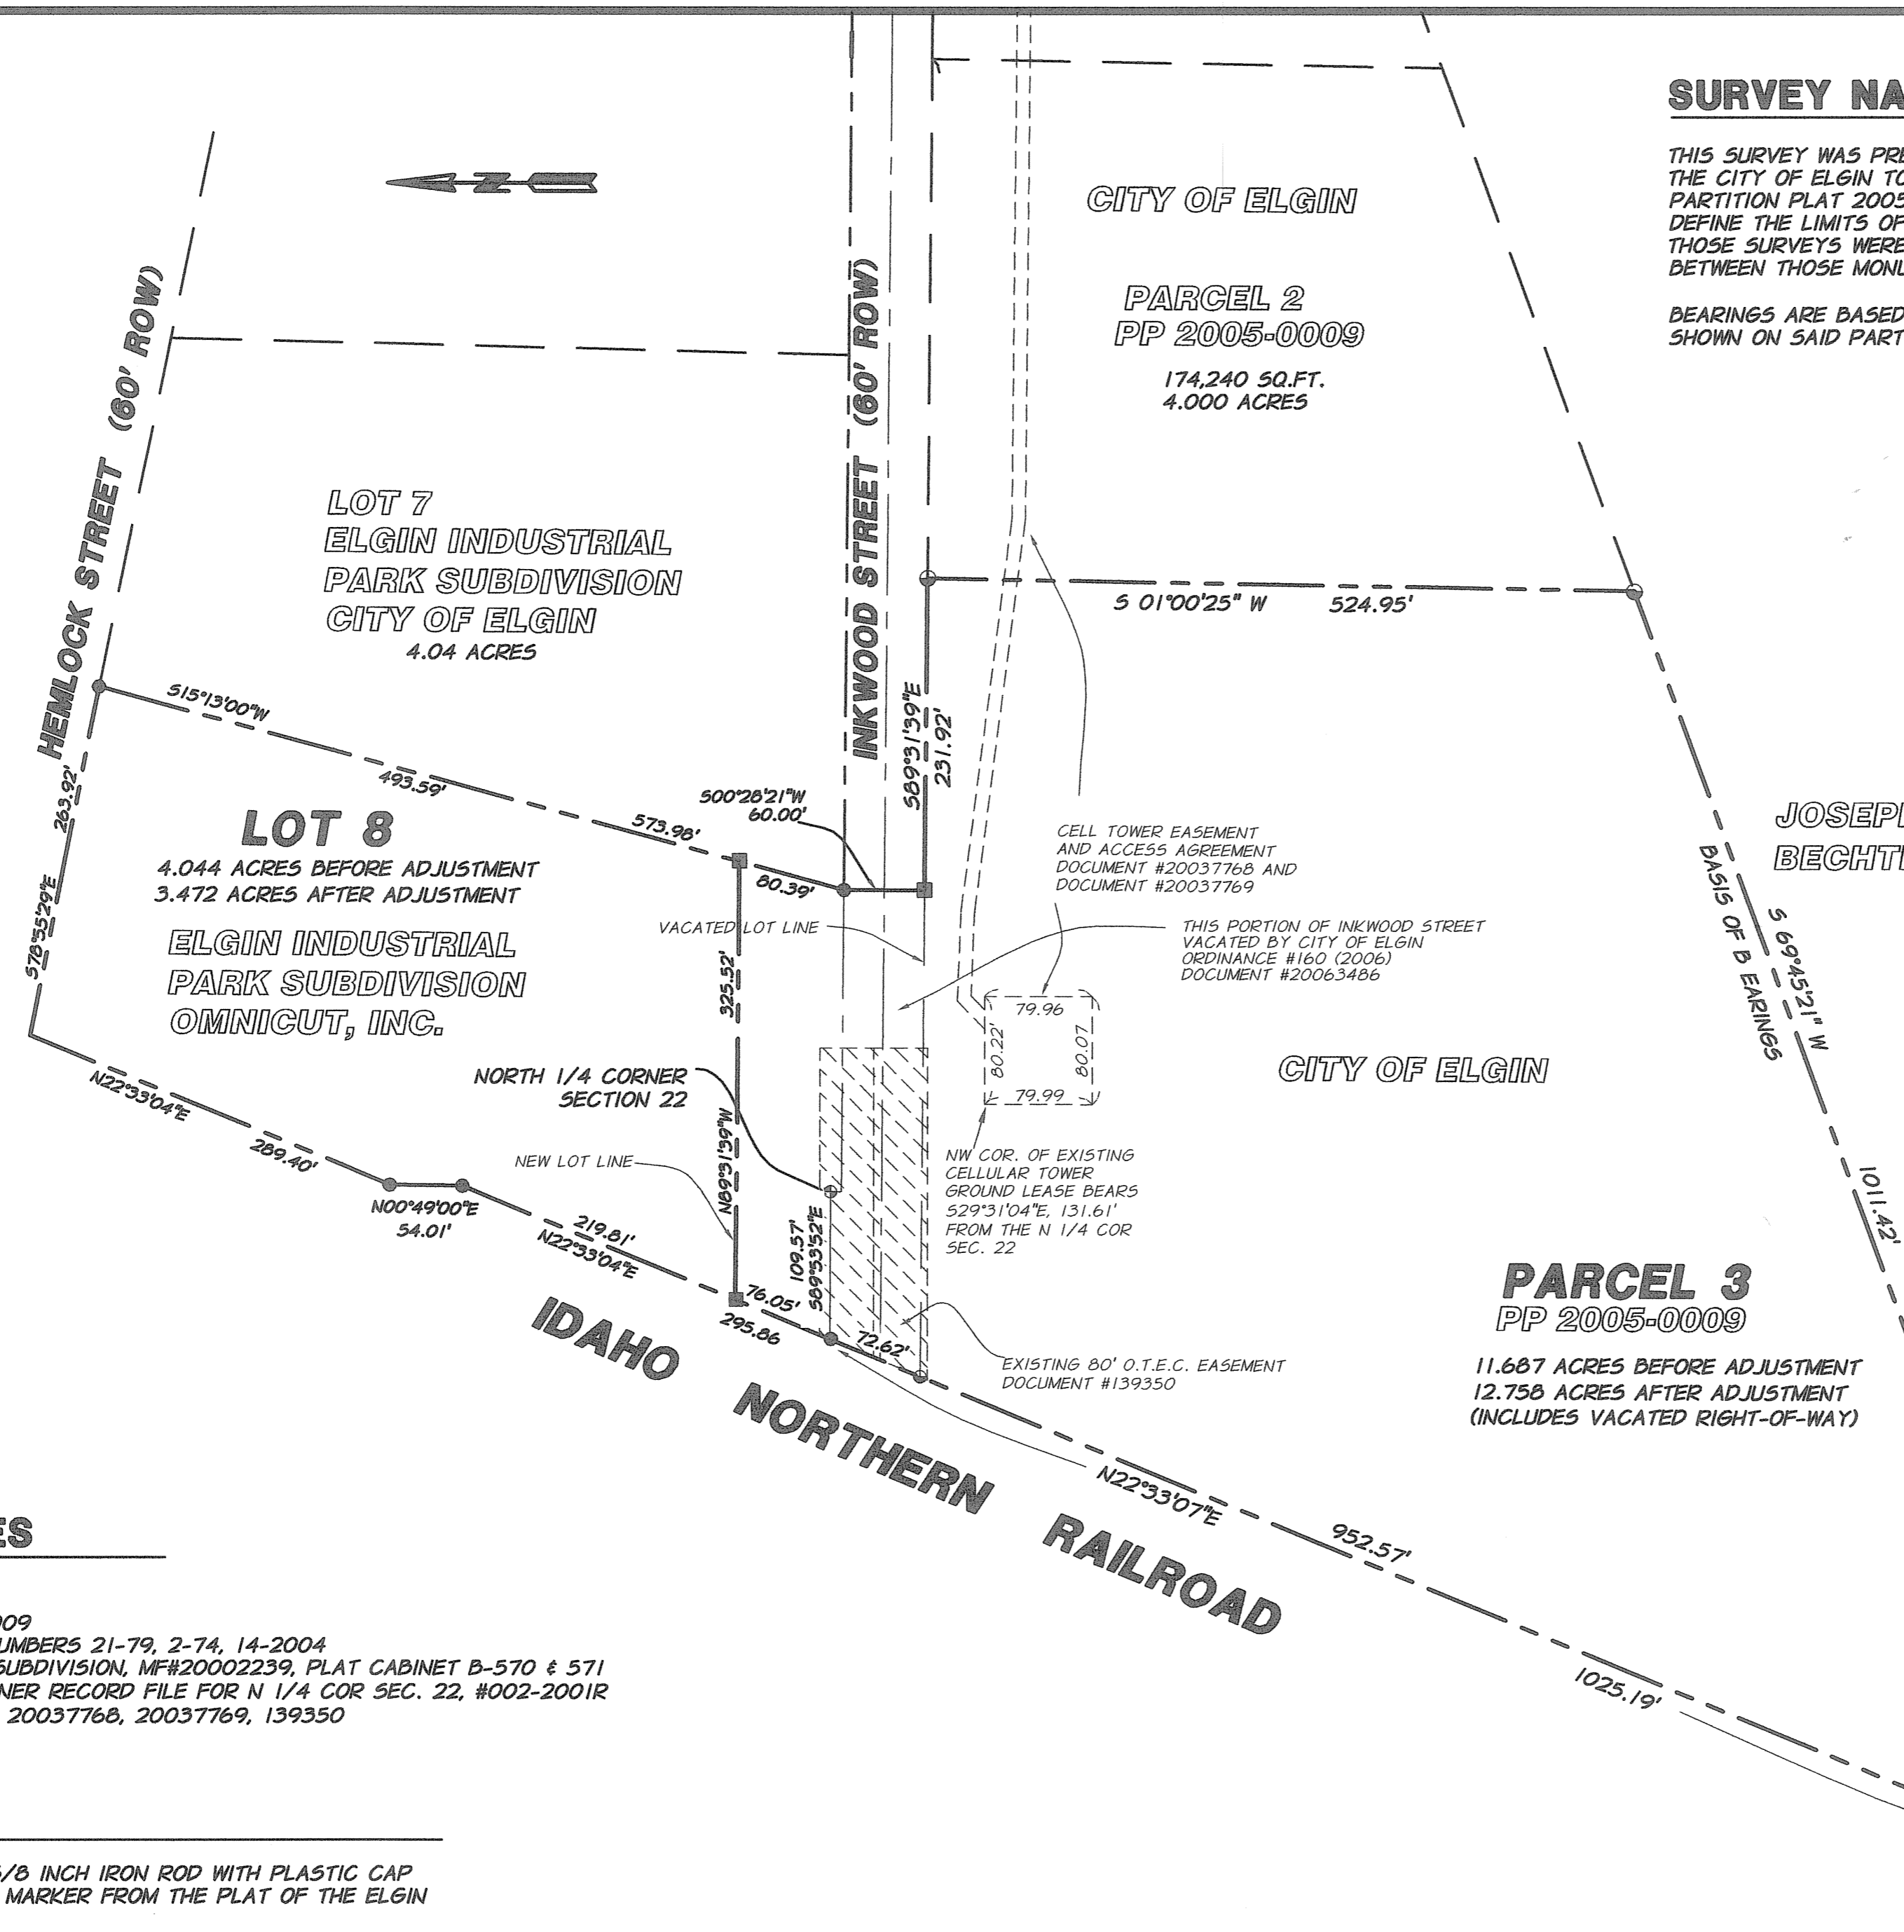 SURVEY NA
THIS SURVEY WAS PRE
THE CITY OF ELGIN TO
PARTITION PLAT 2005
DEFINE THE LIMITS OF
THOSE SURVEYS WERE
BETWEEN THOSE MONU
BEARINGS ARE BASED
SHOWN ON SAID PART
N
CITY OF ELGIN
PARCEL 2
PP 2005-0009
174,240 SQ.FT.
4.000 ACRES
HEMLOCK STREET (60' ROW)
INKWOOD STREET (60' ROW)
LOT 7
ELGIN INDUSTRIAL
PARK SUBDIVISION
CITY OF ELGIN
4.04 ACRES
S 01°00'25" W 524.95'
S15°13'00"W
493.59'
573.98'
80.39'
S00°28'21"W
60.00'
S89°31'39"E
231.92'
263.92'
S78°55'29"E
LOT 8
4.044 ACRES BEFORE ADJUSTMENT
3.472 ACRES AFTER ADJUSTMENT
ELGIN INDUSTRIAL
PARK SUBDIVISION
OMNICUT, INC.
CELL TOWER EASEMENT
AND ACCESS AGREEMENT
DOCUMENT #20037768 AND
DOCUMENT #20037769
VACATED LOT LINE
THIS PORTION OF INKWOOD STREET
VACATED BY CITY OF ELGIN
ORDINANCE #160 (2006)
DOCUMENT #20063486
JOSEPH
BECHTE
BASIS OF B EARINGS
S 69°45'21" W
1011.42'
325.52'
N89°31'39"W
79.96
80.22'
80.07
79.99
CITY OF ELGIN
NORTH 1/4 CORNER
SECTION 22
NEW LOT LINE
NW COR. OF EXISTING
CELLULAR TOWER
GROUND LEASE BEARS
S29°31'04"E, 131.61'
FROM THE N 1/4 COR
SEC. 22
N22°33'04"E
289.40'
N00°49'00"E
54.01'
219.81'
N22°33'04"E
109.57'
S89°53'52"E
76.05'
295.86
72.62'
EXISTING 80' O.T.E.C. EASEMENT
DOCUMENT #139350
PARCEL 3
PP 2005-0009
11.687 ACRES BEFORE ADJUSTMENT
12.758 ACRES AFTER ADJUSTMENT
(INCLUDES VACATED RIGHT-OF-WAY)
IDAHO NORTHERN RAILROAD
N22°33'07"E
952.57'
1025.19'
ES
009
UMBERS 21-79, 2-74, 14-2004
SUBDIVISION, MF#20002239, PLAT CABINET B-570 & 571
NER RECORD FILE FOR N 1/4 COR SEC. 22, #002-2001R
20037768, 20037769, 139350
5/8 INCH IRON ROD WITH PLASTIC CAP
MARKER FROM THE PLAT OF THE ELGIN